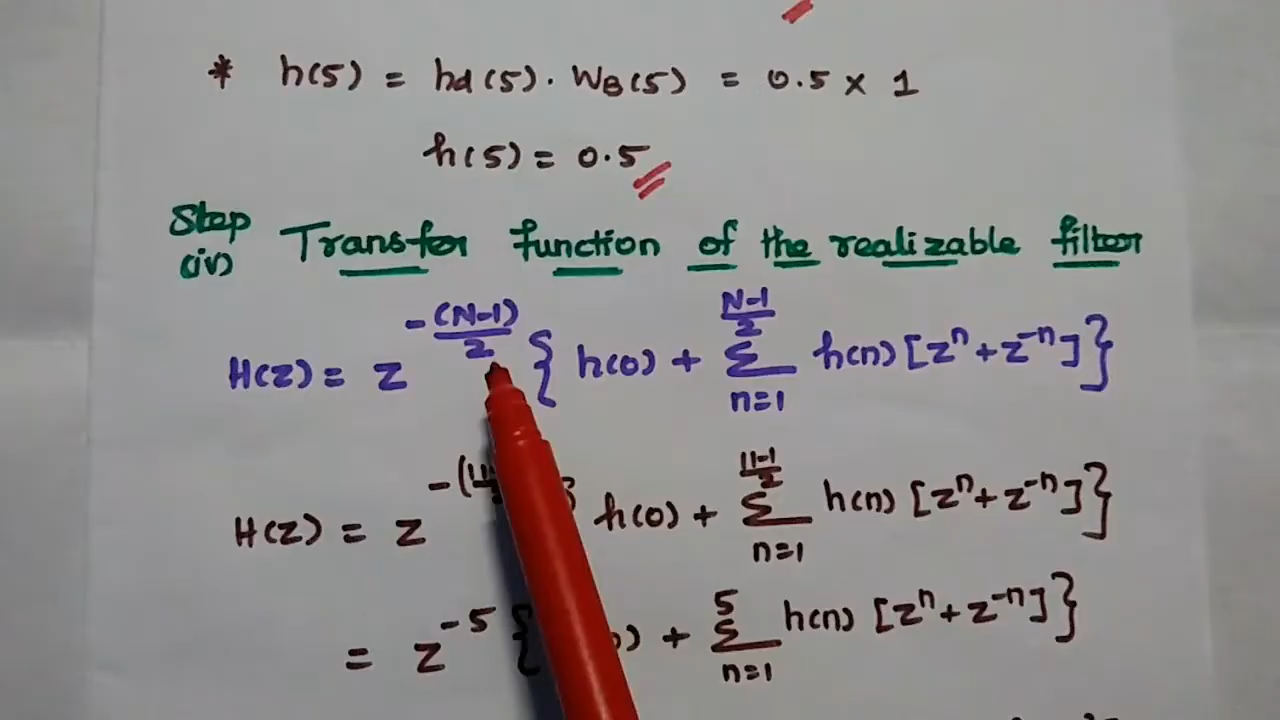 * h(5) = hd(5). WB(5) = 0.5 x 1
h(5) = 0.5
Step (iv) Transfer function of the realizable filter
H(z) = z^{-(N-1)/2} { h(0) + Σ_{n=1}^{(N-1)/2} h(n) [z^n + z^{-n}] }
H(z) = z h(0) + Σ_{n=1}^{(11-1)/2} h(n) [z^n + z^{-n}] }
= z^{-5} { + Σ_{n=1}^{5} h(n) [z^n + z^{-n}] }